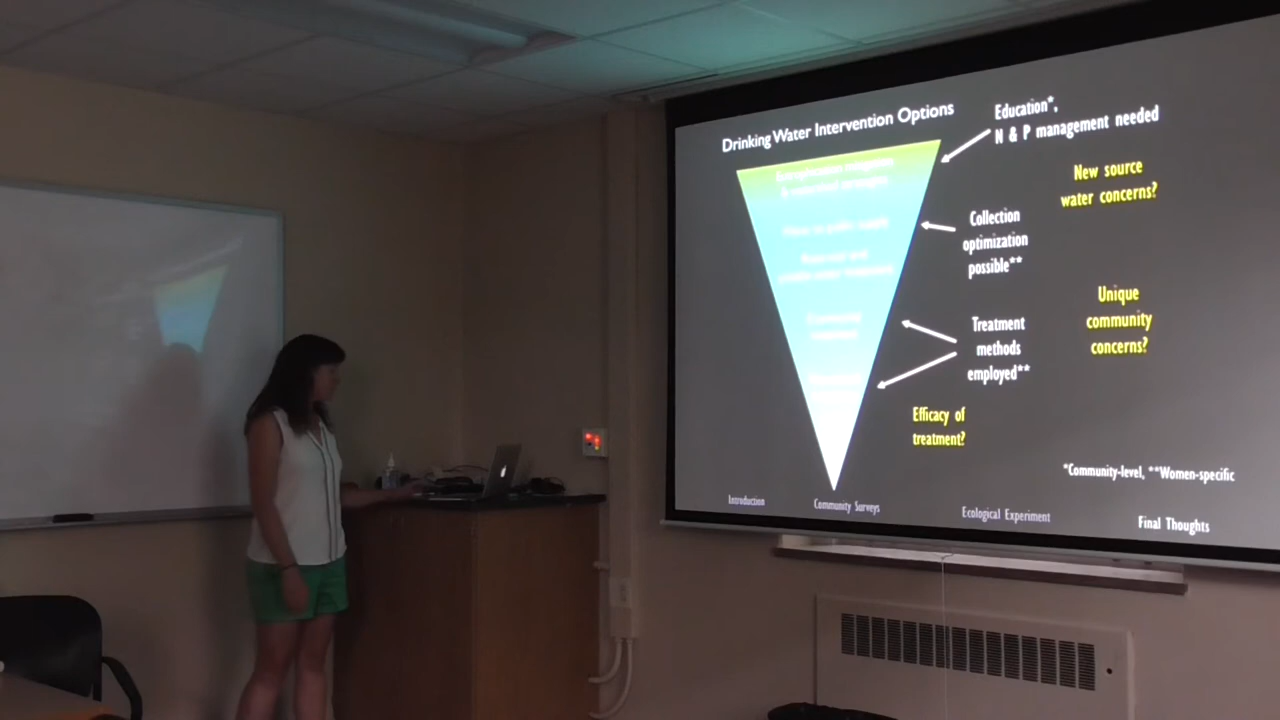 Drinking Water Intervention Options
Education*,
N & P management needed
New source
water concerns?
Collection
optimization
possible**
Unique
community
concerns?
Treatment
methods
employed**
Efficacy of
treatment?
*Community-level, **Women-specific
Introduction
Community Surveys
Ecological Experiment
Final Thoughts